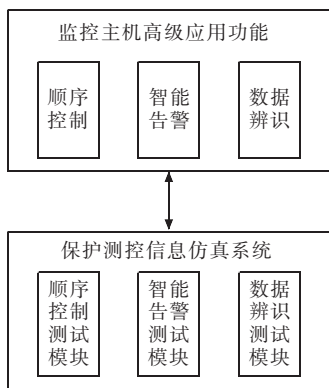 监控主机高级应用功能
顺序
控制
智能
告警
数据
辨识
保护测控信息仿真系统
顺序
控制
测试
模块
智能
告警
测试
模块
数据
辨识
测试
模块